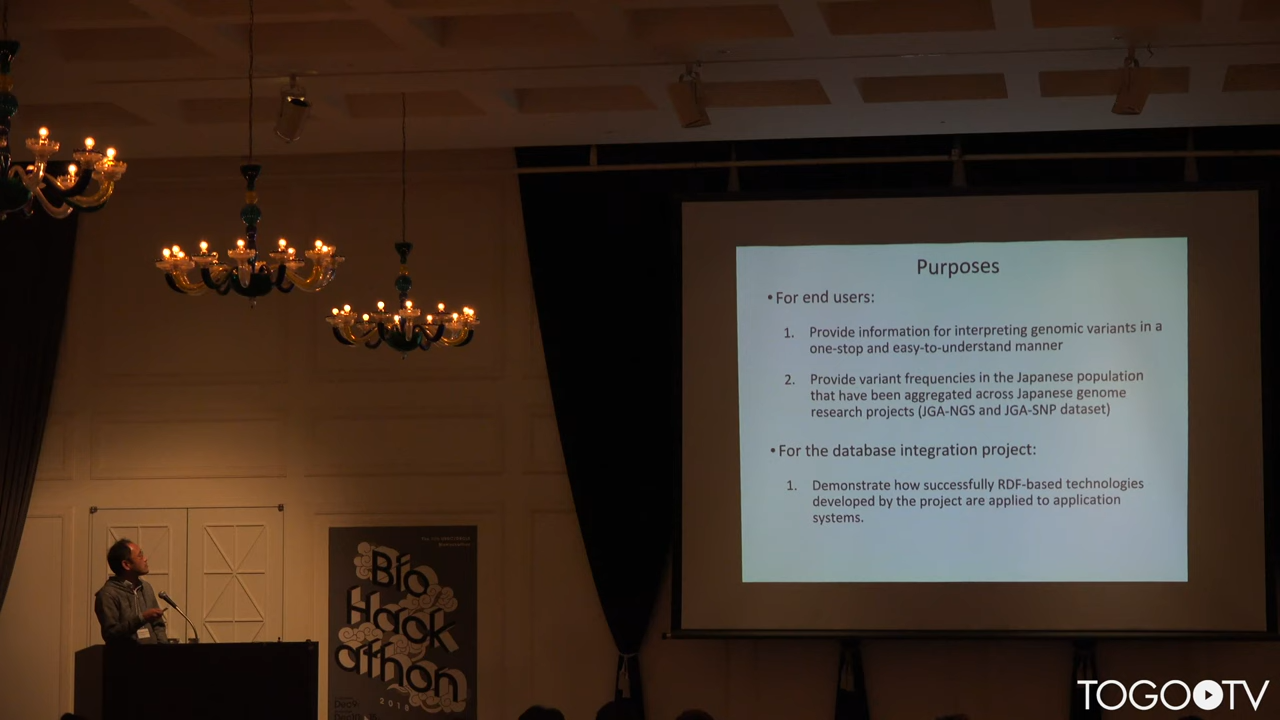 Purposes
• For end users:
1. Provide information for interpreting genomic variants in a
one-stop and easy-to-understand manner
2. Provide variant frequencies in the Japanese population
that have been aggregated across Japanese genome
research projects (JGA-NGS and JGA-SNP dataset)
• For the database integration project:
1. Demonstrate how successfully RDF-based technologies
developed by the project are applied to application
systems.
Bio
Hack
athon
2018
TOGO TV